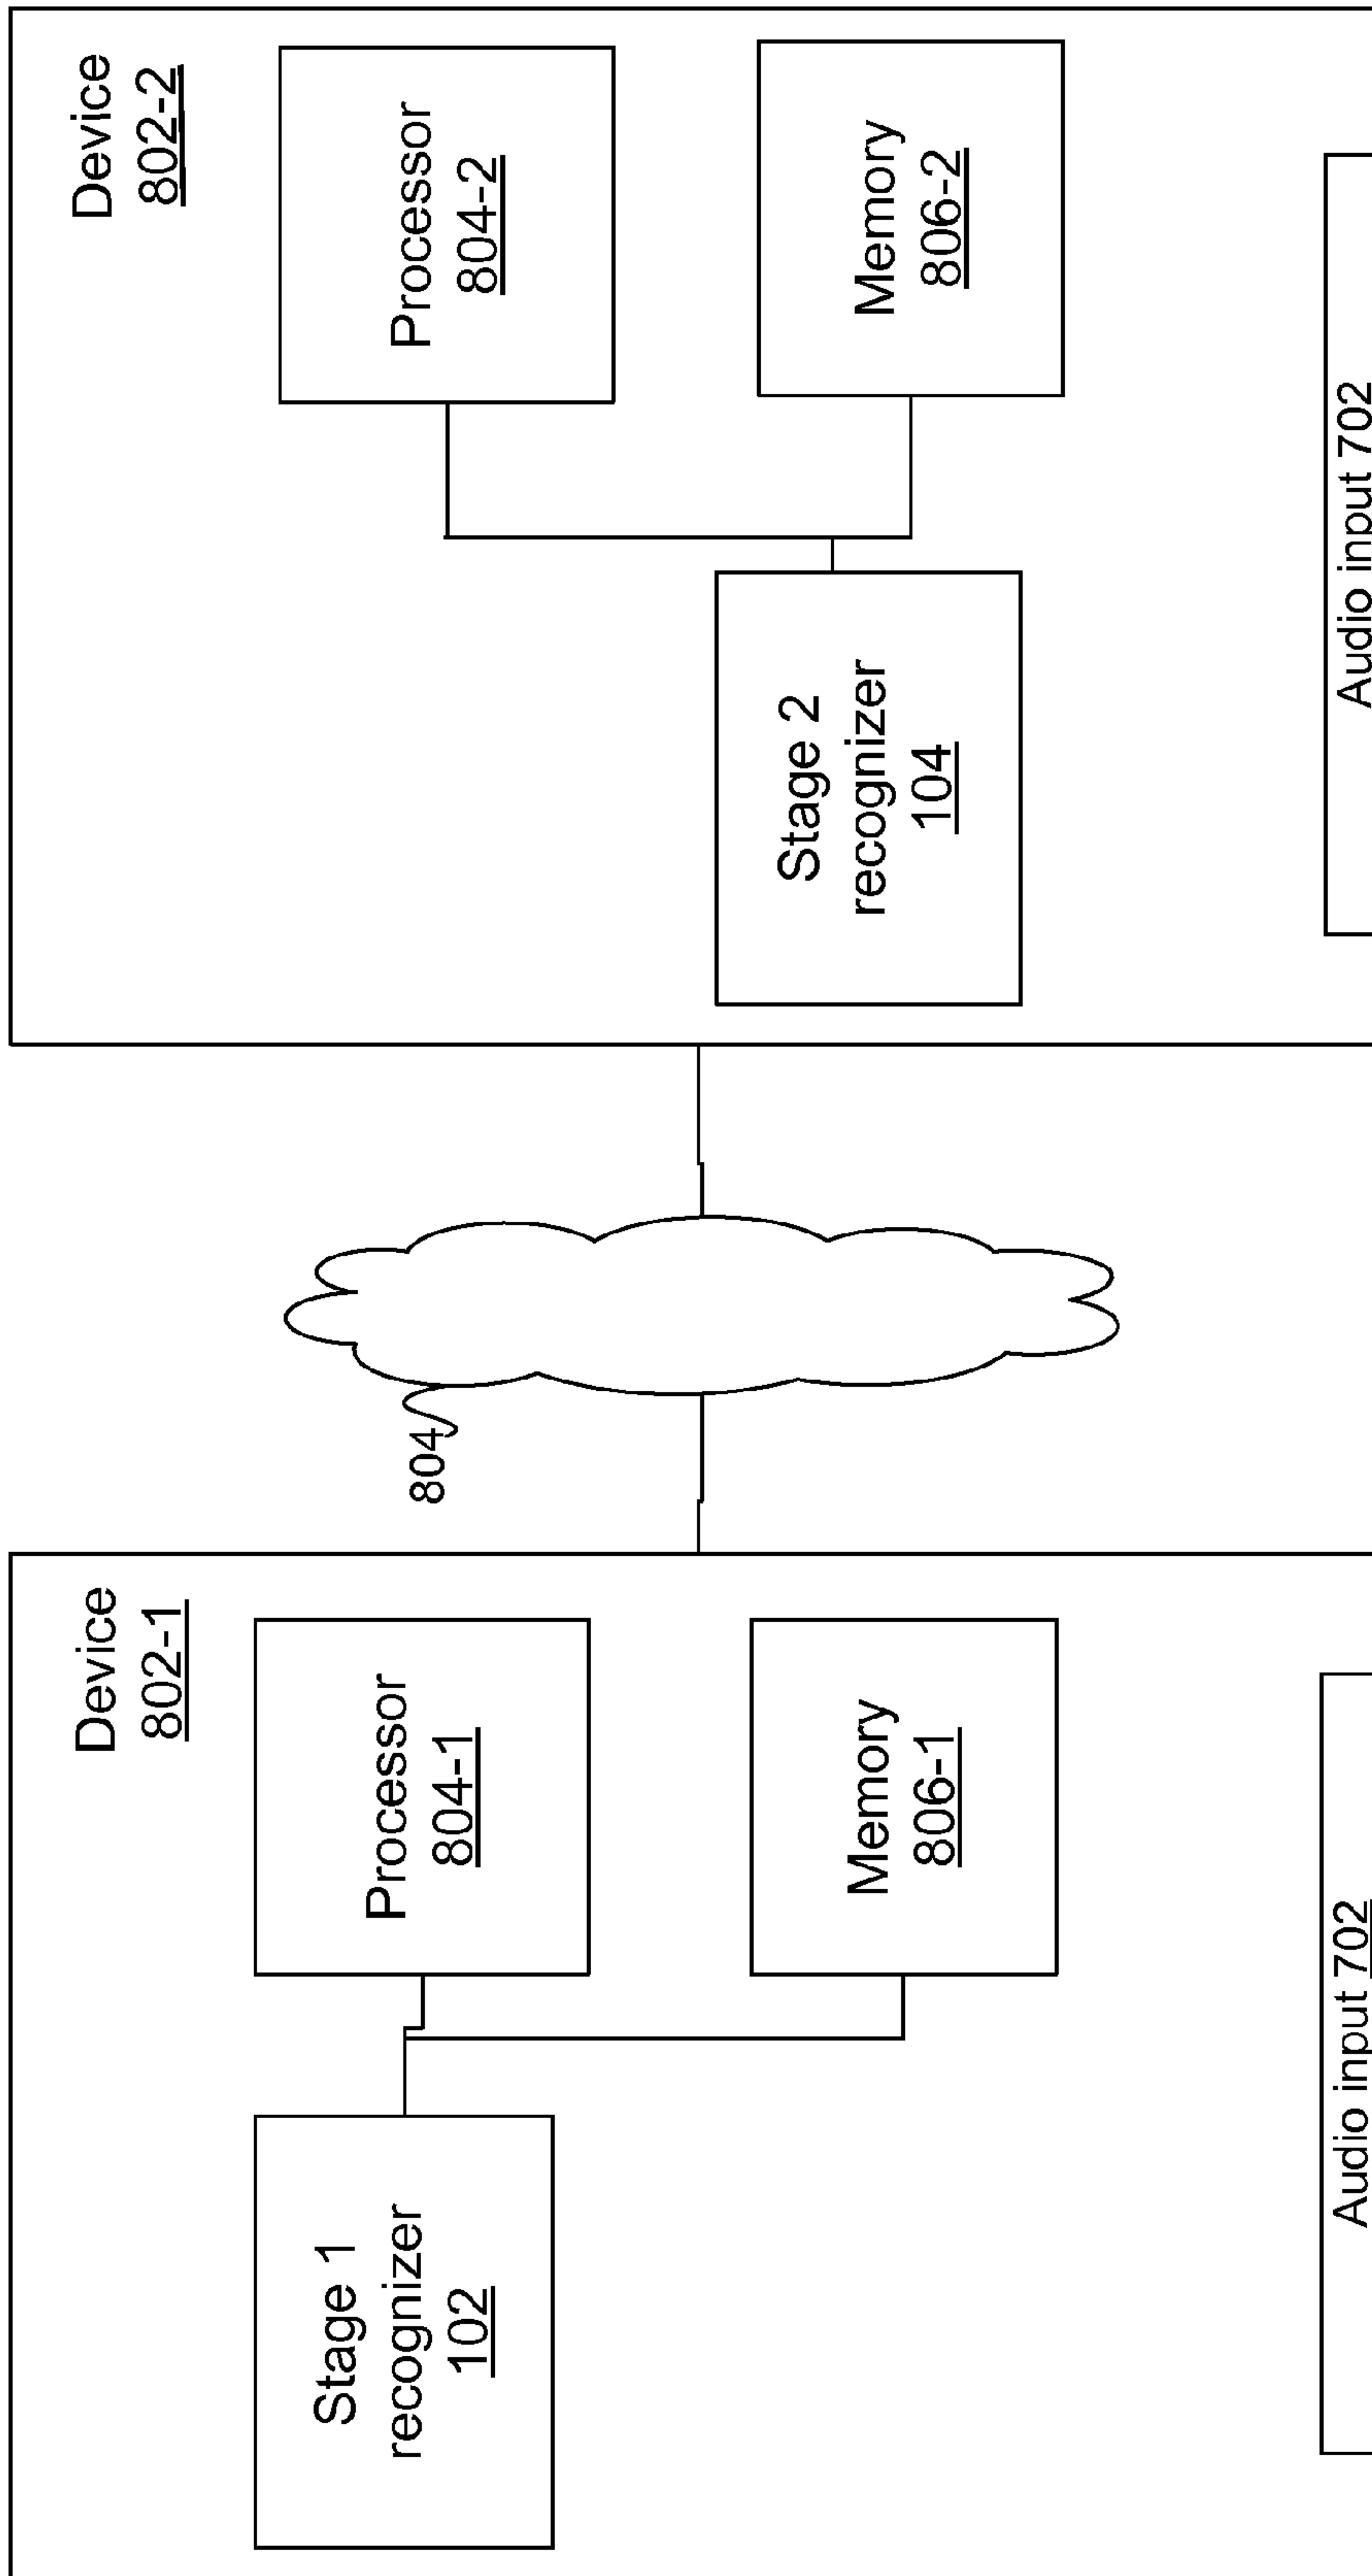 Device
802-1
Stage 1
recognizer
102
Processor
804-1
Memory
806-1
Audio input 702
804
Device
802-2
Processor
804-2
Stage 2
recognizer
104
Memory
806-2
Audio input 702